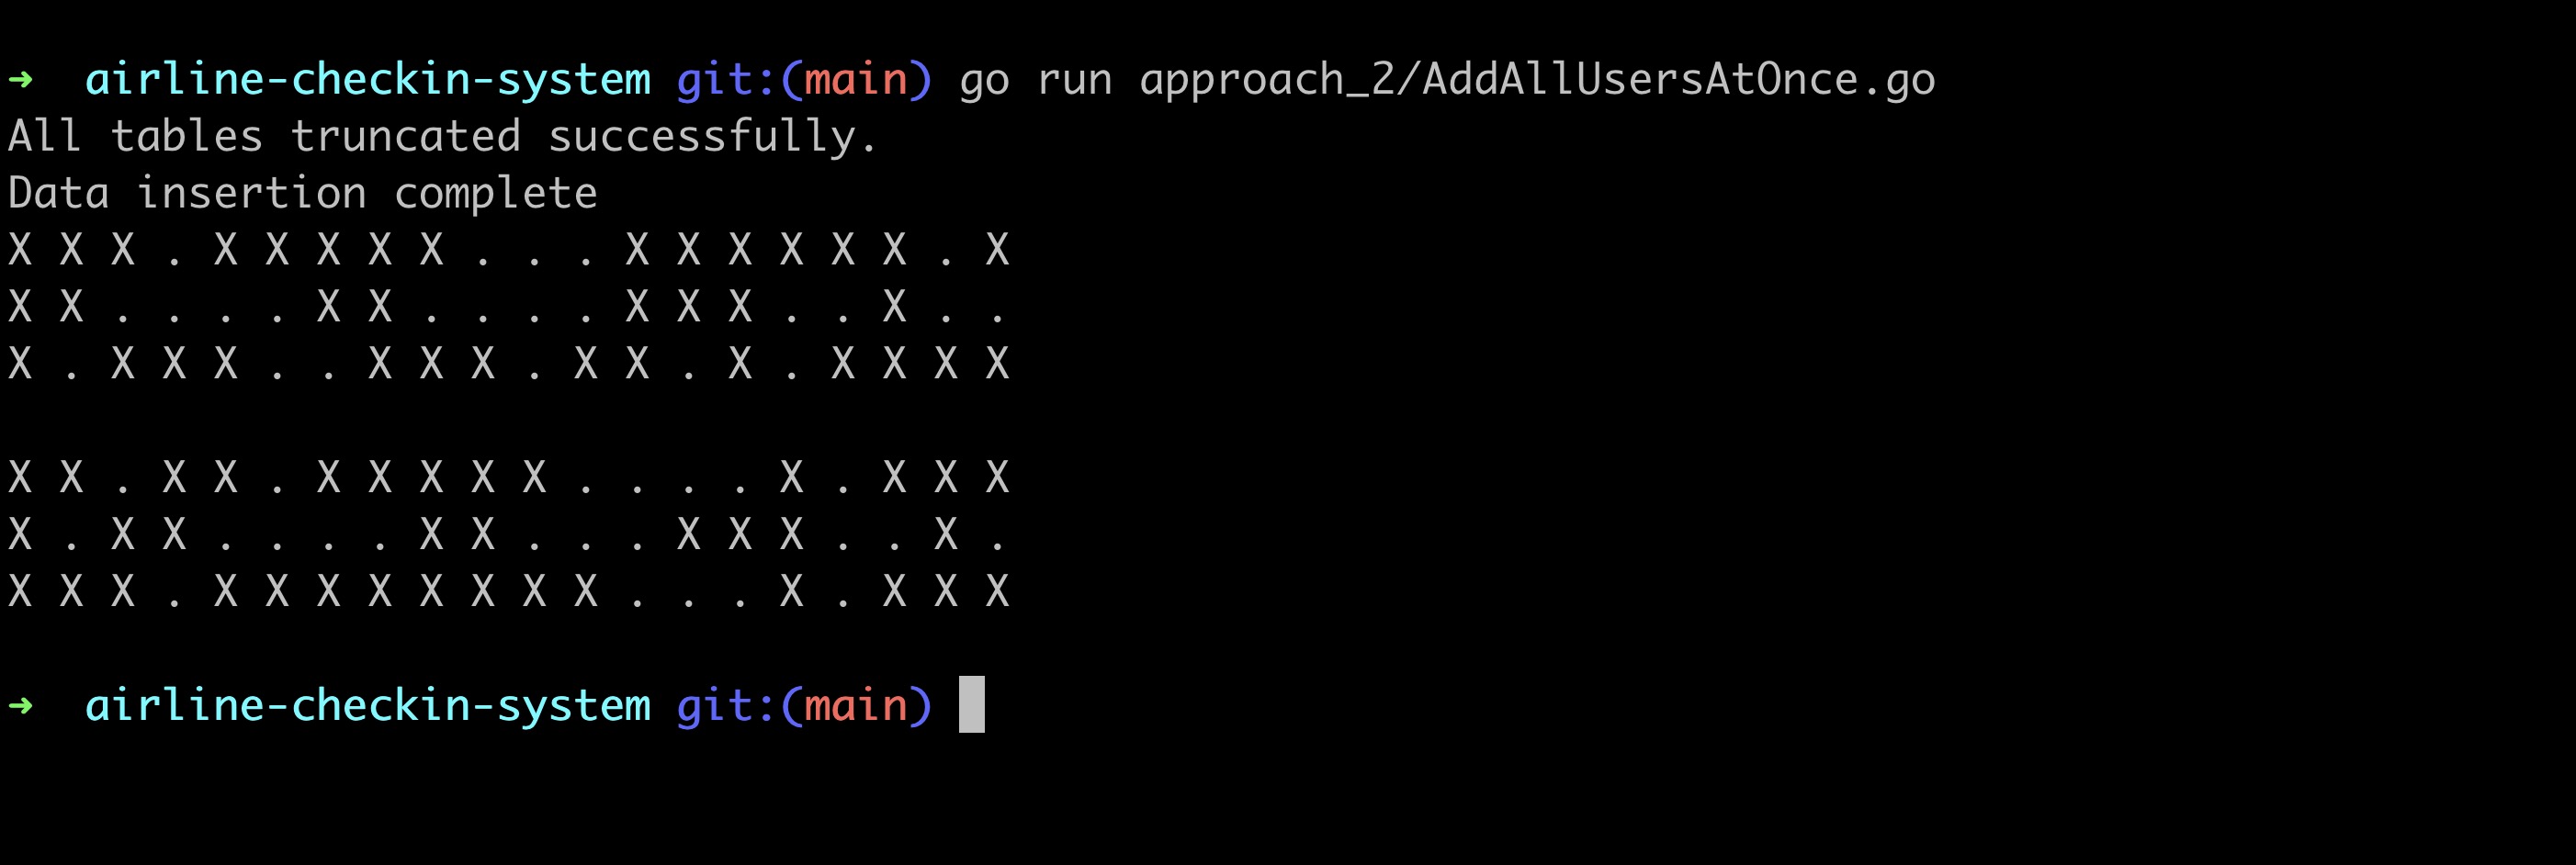 ➜  airline-checkin-system git:(main) go run approach_2/AddAllUsersAtOnce.go
All tables truncated successfully.
Data insertion complete
X X X . X X X X X . . . X X X X X X . X
X X . . . . X X . . . . X X X . . X . .
X . X X X . . X X X . X X . X . X X X X

X X . X X . X X X X X . . . . X . X X X
X . X X . . . . X X . . . X X X . . X .
X X X . X X X X X X X X . . . X . X X X

➜  airline-checkin-system git:(main)